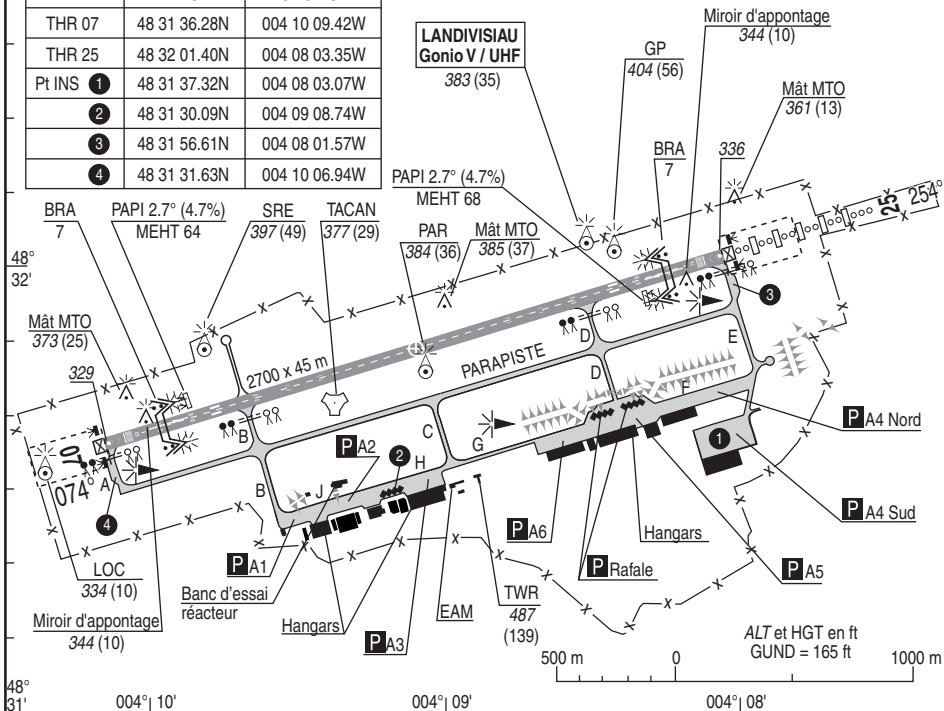 THR 07 48 31 36.28N 004 10 09.42W
THR 25 48 32 01.40N 004 08 03.35W
Pt INS 1 48 31 37.32N 004 08 03.07W
2 48 31 30.09N 004 09 08.74W
3 48 31 56.61N 004 08 01.57W
4 48 31 31.63N 004 10 06.94W
LANDIVISIAU
Gonio V / UHF
383 (35)
GP
404 (56)
Miroir d'appontage
344 (10)
Mât MTO
361 (13)
BRA
7
336
PAPI 2.7° (4.7%)
MEHT 68
25
254°
BRA
7
PAPI 2.7° (4.7%)
MEHT 64
SRE
397 (49)
TACAN
377 (29)
PAR
384 (36)
Mât MTO
385 (37)
48°
32'
Mât MTO
373 (25)
329
2700 x 45 m
PARAPISTE
D
E
3
D
F
B
C
G
P A4 Nord
1
07
074°
A
4
B
J
P A2
2
H
P A4 Sud
LOC
334 (10)
P A1
Banc d'essai
réacteur
Hangars
P A3
EAM
TWR
487
(139)
P A6
P Rafale
Hangars
P A5
Miroir d'appontage
344 (10)
ALT et HGT en ft
GUND = 165 ft
500 m 0 1000 m
48°
31'
004° 10' 004° 09' 004° 08'